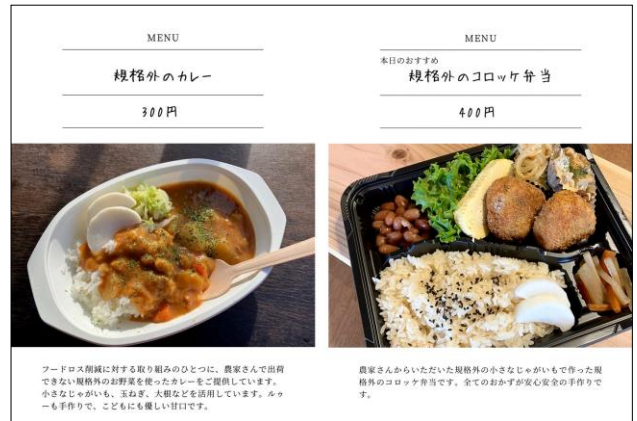 MENU
規格外のカレー
300円
フードロス削減に対する取り組みのひとつに、農家さんで出荷
できない規格外のお野菜を使ったカレーをご提供しています。
小さなじゃがいも、玉ねぎ、大根などを活用しています。ルゥ
ーも手作りで、こどもにも優しい甘口です。
MENU
本日のおすすめ
規格外のコロッケ弁当
400円
農家さんからいただいた規格外の小さなじゃがいもで作った規
格外のコロッケ弁当です。全てのおかずが安心安全の手作りで
す。